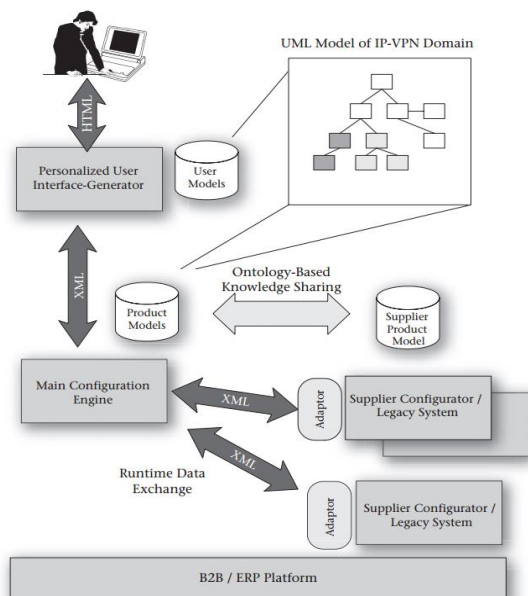 UML Model of IP-VPN Domain
HTML
Personalized User
Interface-Generator
User
Models
XML
Ontology-Based
Knowledge Sharing
Product
Models
Supplier
Product
Model
Main Configuration
Engine
XML
Adaptor
Supplier Configurator /
Legacy System
Runtime Data
Exchange
XML
Adaptor
Supplier Configurator /
Legacy System
B2B / ERP Platform